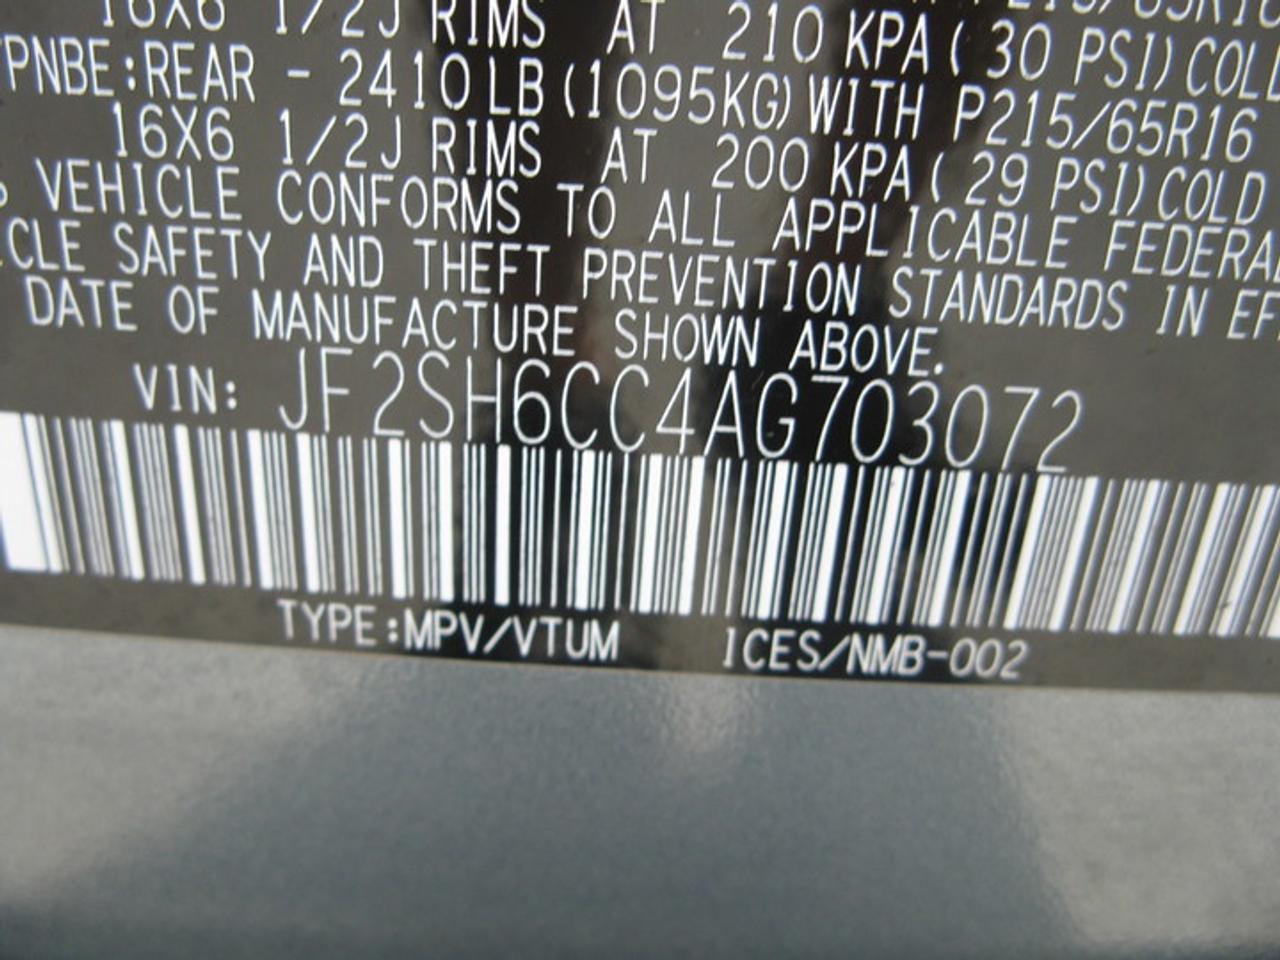 16X6 1/2J RIMS AT 210 KPA( 30 PSI)COLD
PNBE:REAR - 2410LB(1095KG)WITH P215/65R16
16X6 1/2J RIMS AT 200 KPA( 29 PSI)COLD
VEHICLE CONFORMS TO ALL APPLICABLE FEDERAL
CLE SAFETY AND THEFT PREVENTION STANDARDS IN EF
DATE OF MANUFACTURE SHOWN ABOVE.
VIN: JF2SH6CC4AG703072
TYPE:MPV/VTUM ICES/NMB-002